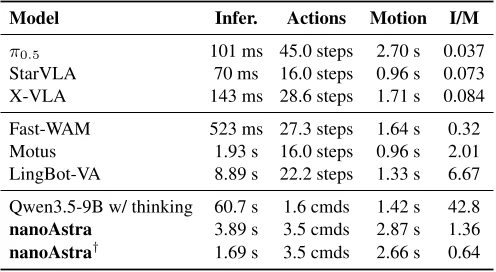 Model Infer. Actions Motion I/M
π0.5 101 ms 45.0 steps 2.70 s 0.037
StarVLA 70 ms 16.0 steps 0.96 s 0.073
X-VLA 143 ms 28.6 steps 1.71 s 0.084
Fast-WAM 523 ms 27.3 steps 1.64 s 0.32
Motus 1.93 s 16.0 steps 0.96 s 2.01
LingBot-VA 8.89 s 22.2 steps 1.33 s 6.67
Qwen3.5-9B w/ thinking 60.7 s 1.6 cmds 1.42 s 42.8
nanoAstra 3.89 s 3.5 cmds 2.87 s 1.36
nanoAstra† 1.69 s 3.5 cmds 2.66 s 0.64